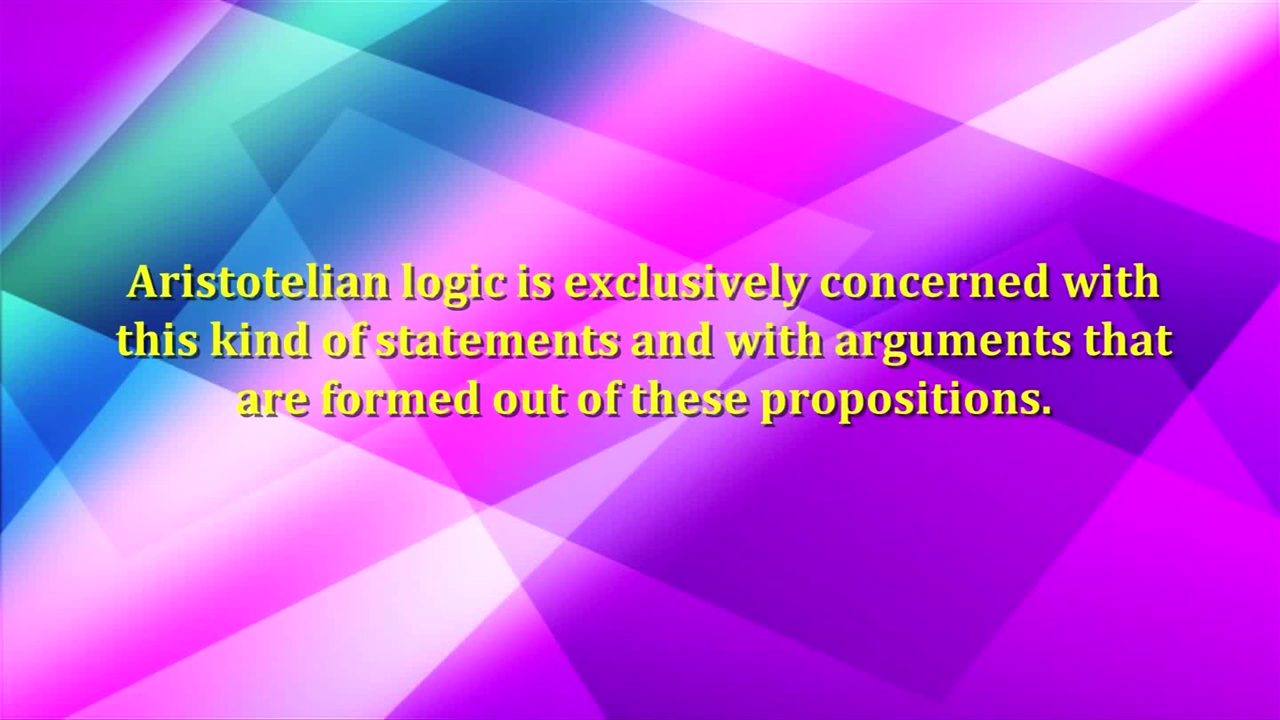 Aristotelian logic is exclusively concerned with
this kind of statements and with arguments that
are formed out of these propositions.